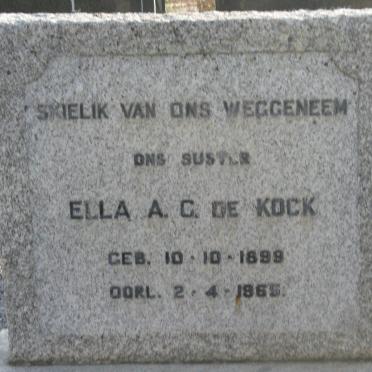 SKIELIK VAN ONS WEGGENEEM
ONS SUSTER
ELLA A. C. DE KOCK
GEB. 10-10-1899
OORL. 2-4-1965.